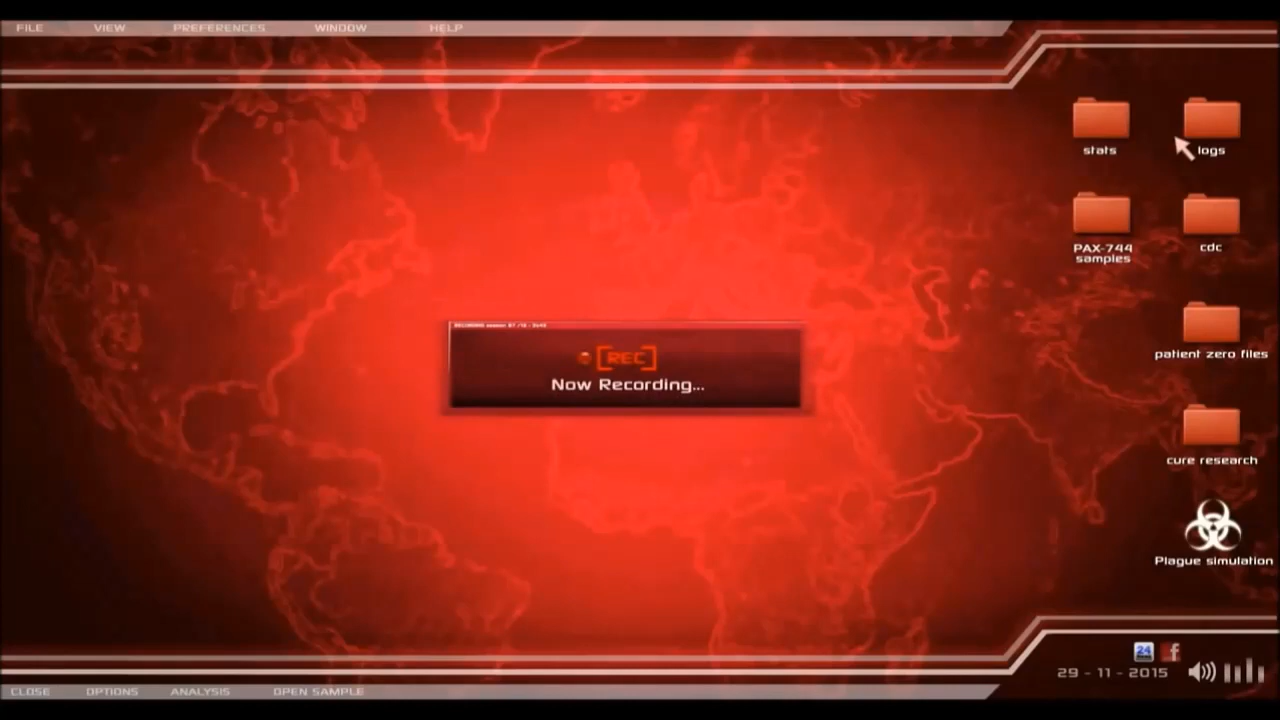 FILE VIEW PREFERENCES WINDOW HELP
stats logs
PAX-744 samples
cdc
patient zero files
REC
Now Recording...
cure research
Plague simulation
24 f
29 - 11 - 2015
CLOSE OPTIONS ANALYSIS OPEN SAMPLE